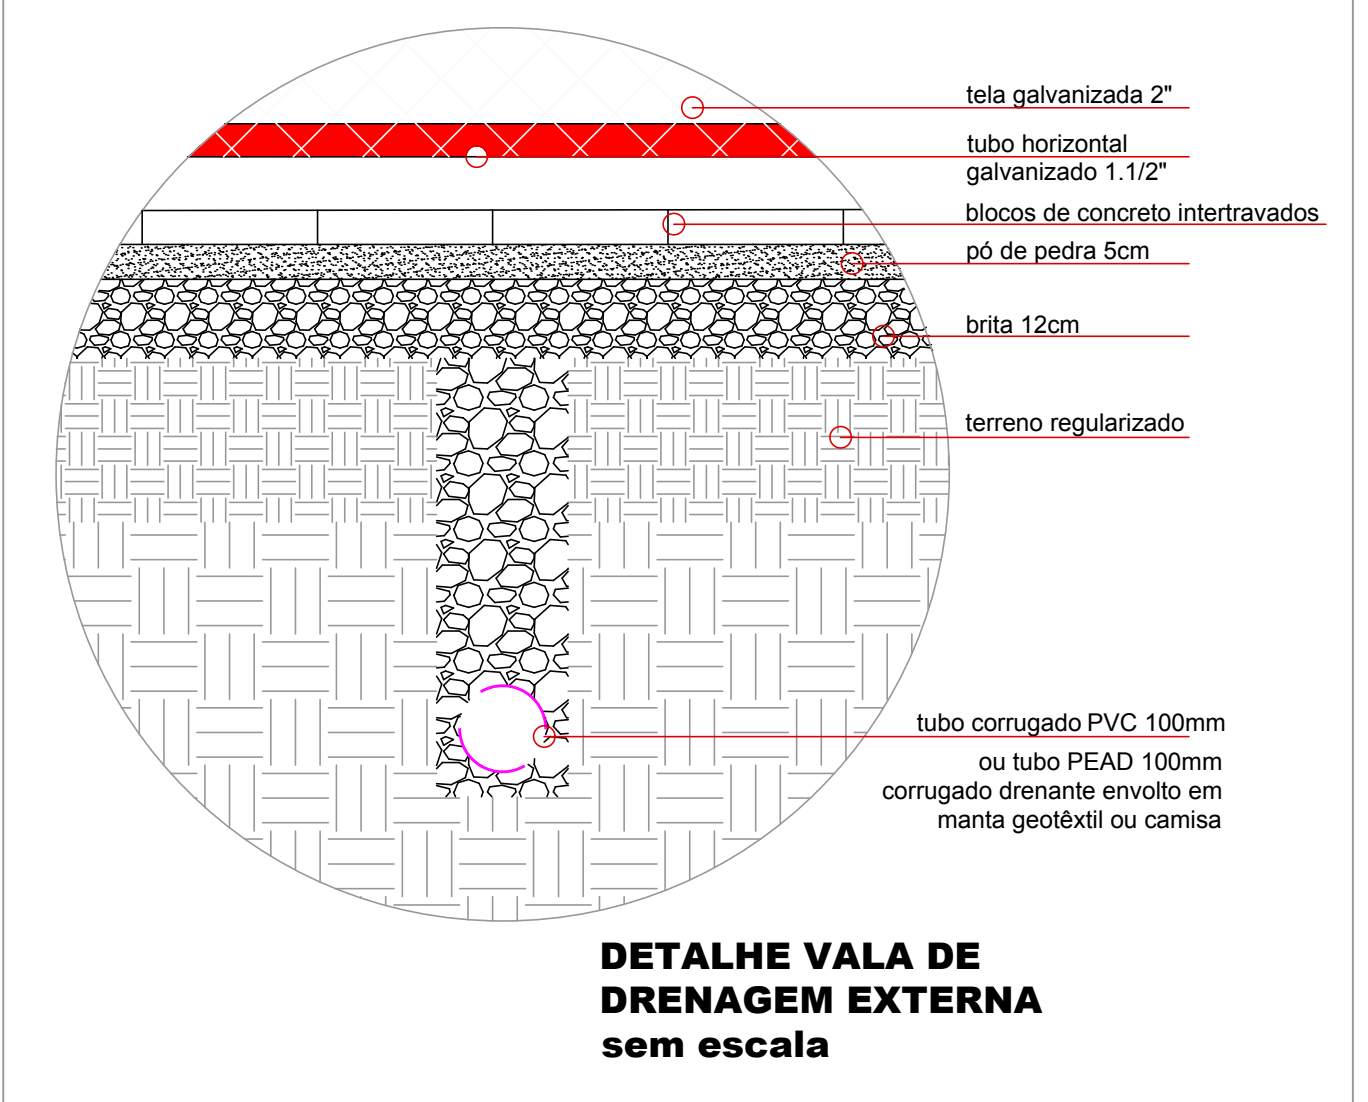 tela galvanizada 2"
tubo horizontal
galvanizado 1.1/2"
blocos de concreto intertravados
pó de pedra 5cm
brita 12cm
terreno regularizado
tubo corrugado PVC 100mm
ou tubo PEAD 100mm
corrugado drenante envolto em
manta geotêxtil ou camisa
DETALHE VALA DE
DRENAGEM EXTERNA
sem escala